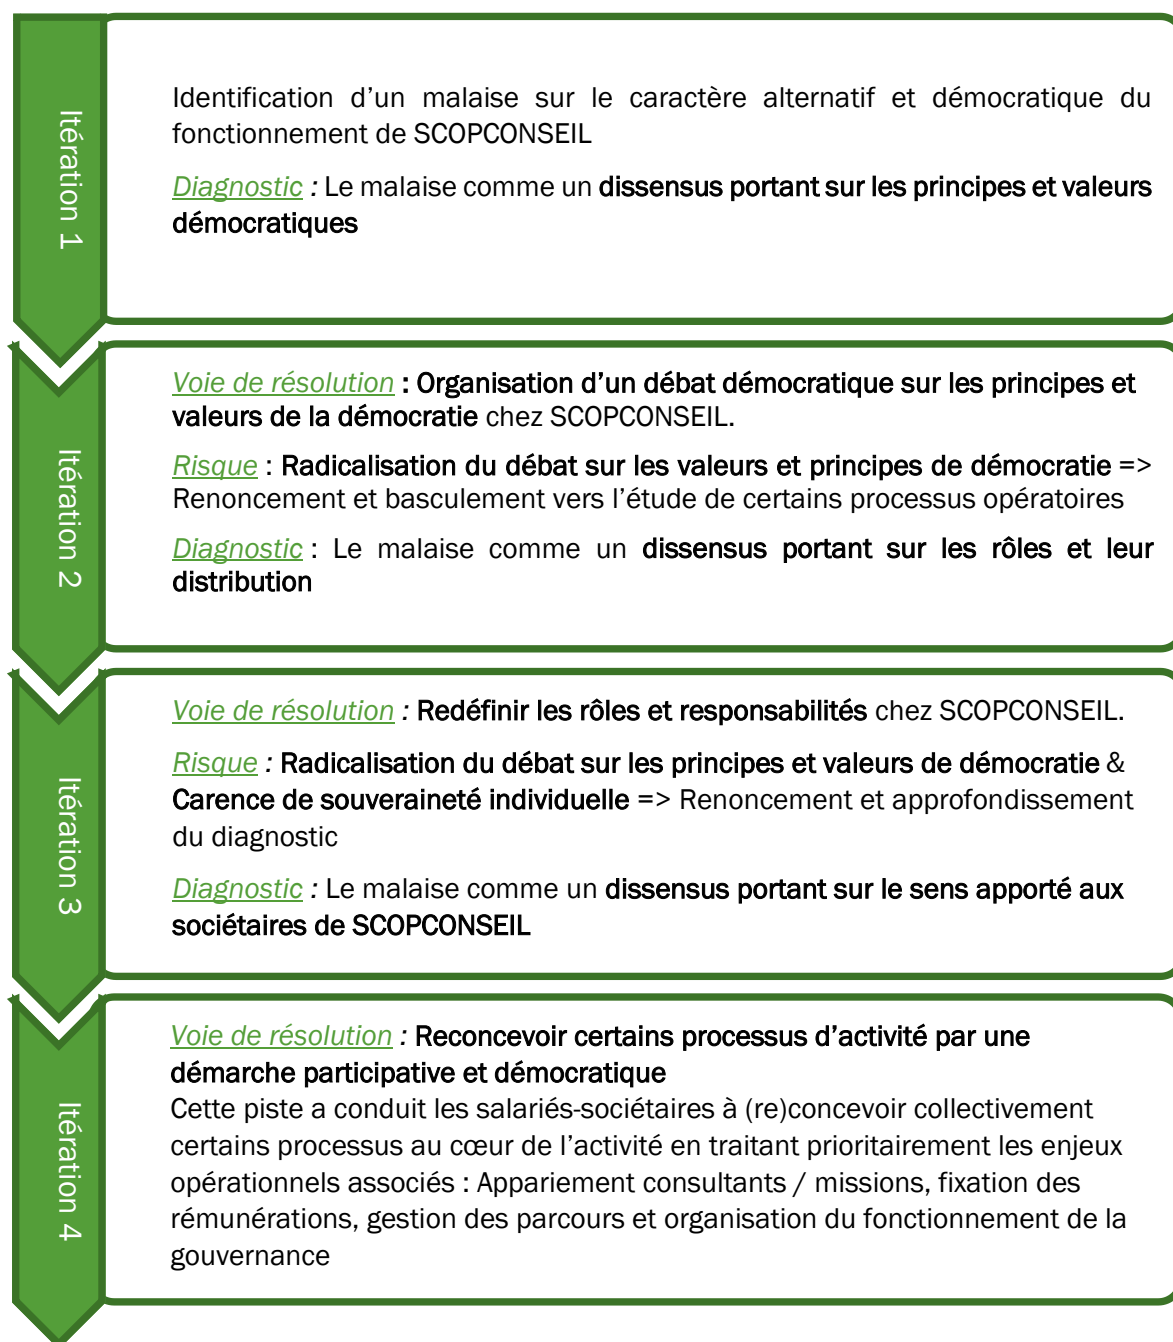 Itération 1
Identification d’un malaise sur le caractère alternatif et démocratique du
fonctionnement de SCOPCONSEIL
Diagnostic : Le malaise comme un dissensus portant sur les principes et valeurs
démocratiques
Itération 2
Voie de résolution : Organisation d’un débat démocratique sur les principes et
valeurs de la démocratie chez SCOPCONSEIL.
Risque : Radicalisation du débat sur les valeurs et principes de démocratie =>
Renoncement et basculement vers l’étude de certains processus opératoires
Diagnostic : Le malaise comme un dissensus portant sur les rôles et leur
distribution
Itération 3
Voie de résolution : Redéfinir les rôles et responsabilités chez SCOPCONSEIL.
Risque : Radicalisation du débat sur les principes et valeurs de démocratie &
Carence de souveraineté individuelle => Renoncement et approfondissement
du diagnostic
Diagnostic : Le malaise comme un dissensus portant sur le sens apporté aux
sociétaires de SCOPCONSEIL
Itération 4
Voie de résolution : Reconcevoir certains processus d’activité par une
démarche participative et démocratique
Cette piste a conduit les salariés-sociétaires à (re)concevoir collectivement
certains processus au cœur de l’activité en traitant prioritairement les enjeux
opérationnels associés : Appariement consultants / missions, fixation des
rémunérations, gestion des parcours et organisation du fonctionnement de la
gouvernance